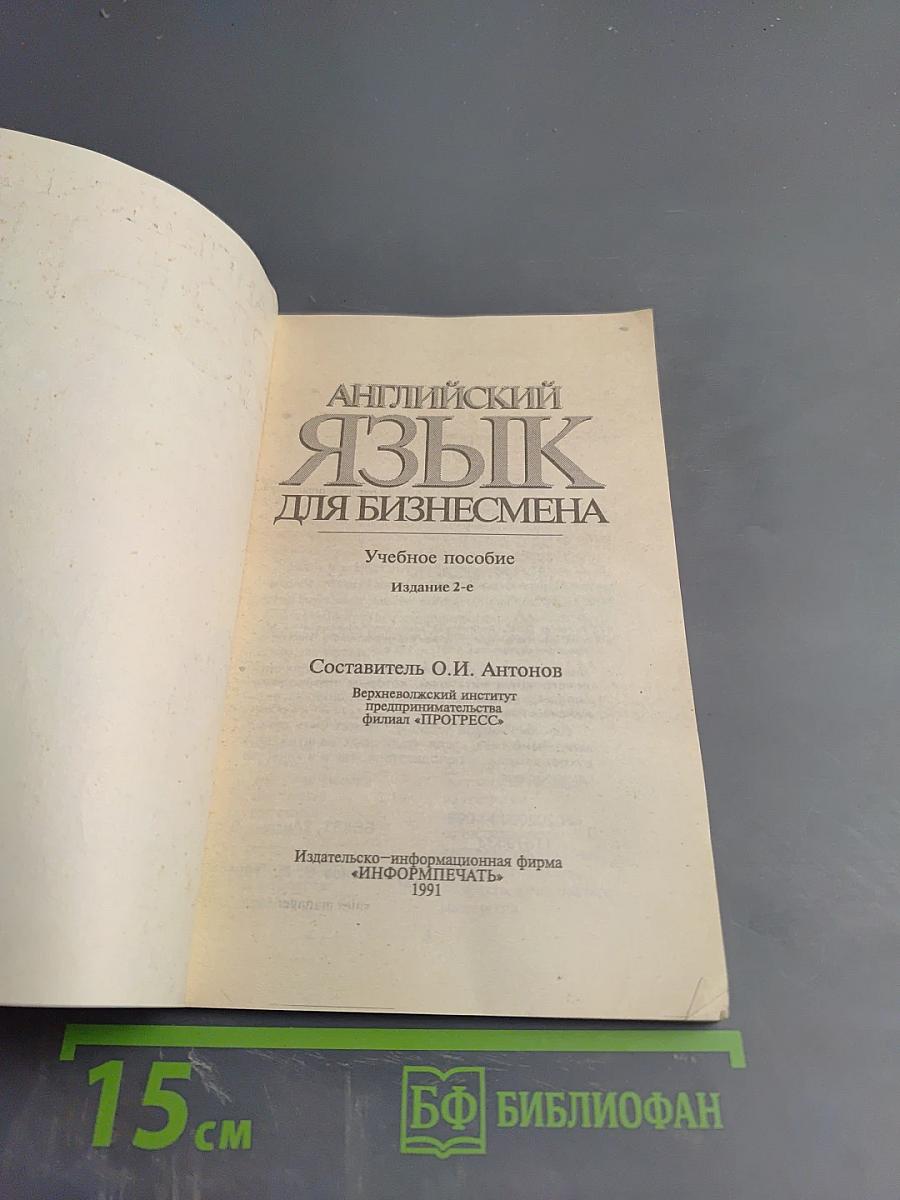 АНГЛИЙСКИЙ
ЯЗЫК
ДЛЯ БИЗНЕСМЕНА
Учебное пособие
Издание 2-е
Составитель О.И. Антонов
Верхневолжский институт
предпринимательства
филиал «ПРОГРЕСС»
Издательско—информационная фирма
«ИНФОРМПЕЧАТЬ»
1991
15 см
БФ БИБЛИОФАН